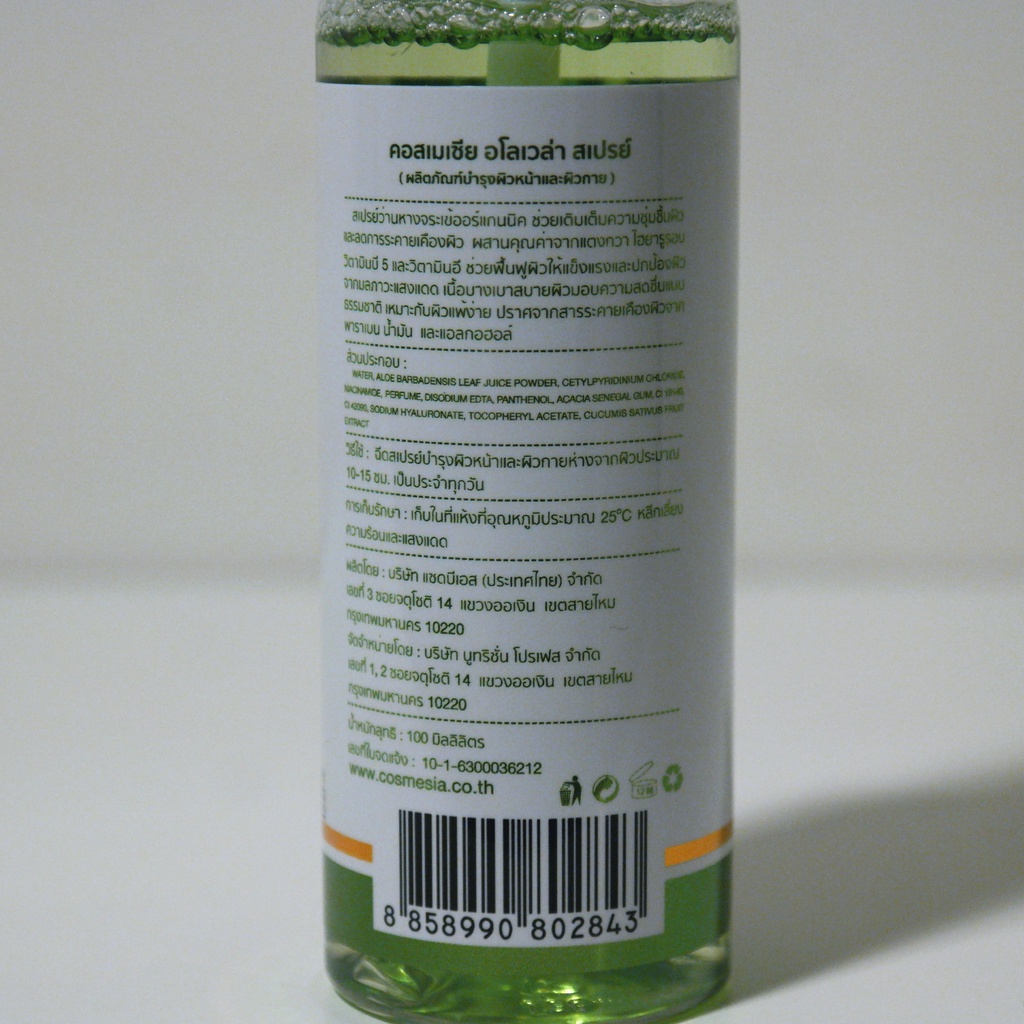 คอสเมเซีย อโลเวล่า สเปรย์
( ผลิตภัณฑ์บำรุงผิวหน้าและผิวกาย )
สเปรย์ว่านหางจระเข้ออร์แกนนิค ช่วยเติมเต็มความชุ่มชื้นผิว
และลดการระคายเคืองผิว ผสานคุณค่าจากแตงกวา ไฮยารูรอน
วิตามินบี 5 และวิตามินอี ช่วยฟื้นฟูผิวให้แข็งแรงและปกป้องผิว
จากมลภาวะแสงแดด เนื้อบางเบาสบายผิวมอบความสดชื่นแบบ
ธรรมชาติ เหมาะกับผิวแพ้ง่าย ปราศจากสารระคายเคืองผิวจาก
พาราเบน น้ำมัน และแอลกอฮอล์
ส่วนประกอบ :
WATER, ALOE BARBADENSIS LEAF JUICE POWDER, CETYLPYRIDINIUM CHLORIDE,
NIACINAMIDE, PERFUME, DISODIUM EDTA, PANTHENOL, ACACIA SENEGAL GUM, CI
CI 42090, SODIUM HYALURONATE, TOCOPHERYL ACETATE, CUCUMIS SATIVUS FRUIT
EXTRACT
วิธีใช้ : ฉีดสเปรย์บำรุงผิวหน้าและผิวกายห่างจากผิวประมาณ
10-15 ซม. เป็นประจำทุกวัน
การเก็บรักษา : เก็บในที่แห้งที่อุณหภูมิประมาณ 25°C หลีกเลี่ยง
ความร้อนและแสงแดด
ผลิตโดย : บริษัท แซดบีเอส (ประเทศไทย) จำกัด
เลขที่ 3 ซอยจตุโชติ 14 แขวงออเงิน เขตสายไหม
กรุงเทพมหานคร 10220
จัดจำหน่ายโดย : บริษัท นูทริชั่น โปรเฟส จำกัด
เลขที่ 1, 2 ซอยจตุโชติ 14 แขวงออเงิน เขตสายไหม
กรุงเทพมหานคร 10220
น้ำหนักสุทธิ : 100 มิลลิลิตร
เลขที่ใบจดแจ้ง : 10-1-6300036212
www.cosmesia.co.th
12 M
8 858990 802843